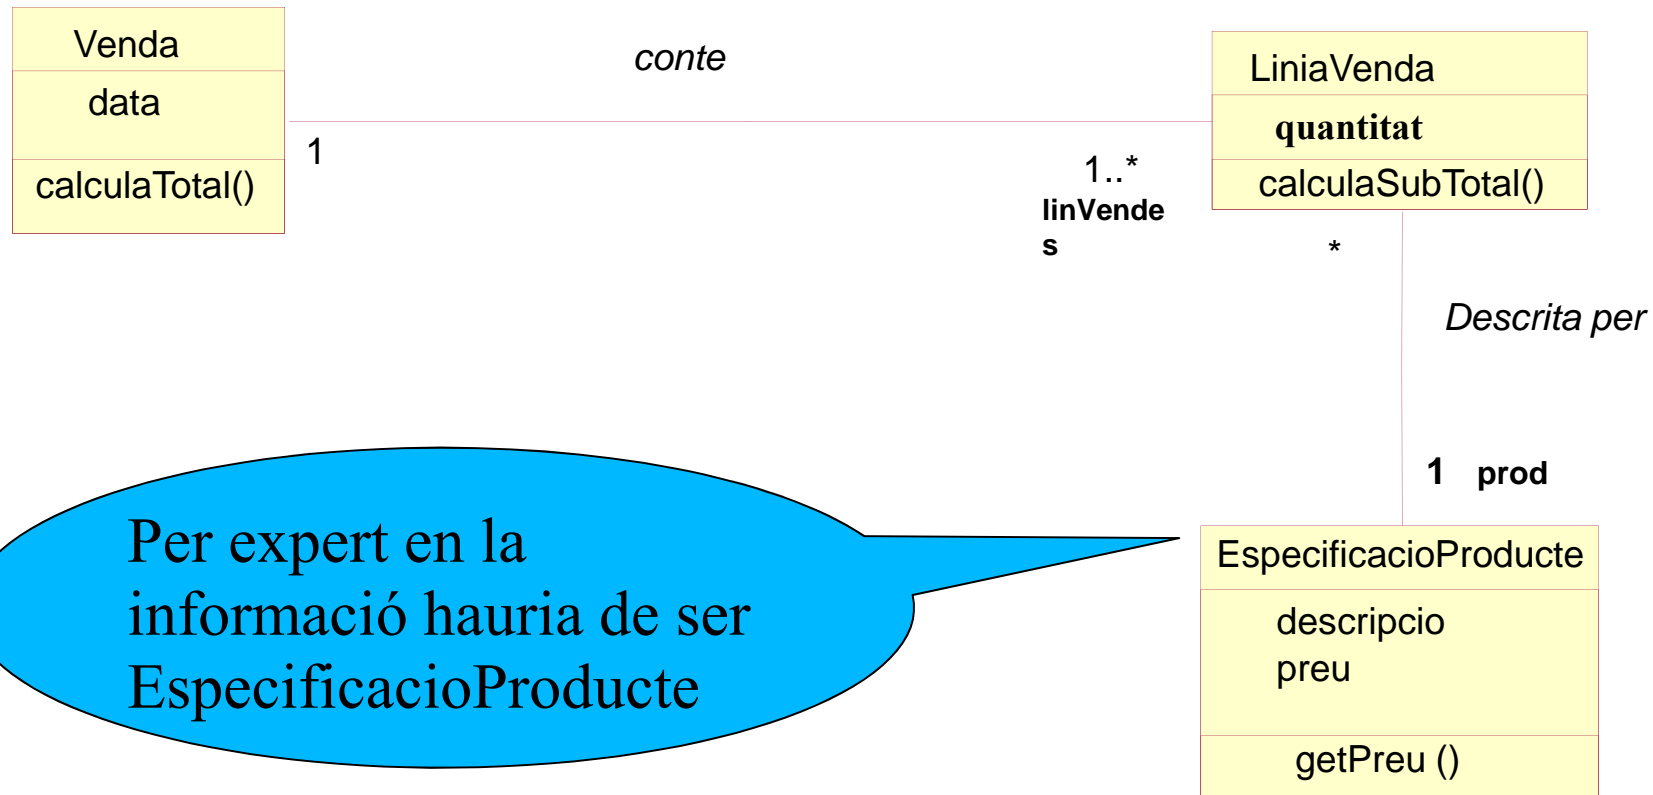 Venda
data
calculaTotal()
conte
1
1..*
linVende
s
LiniaVenda
quantitat
calculaSubTotal()
*
Descrita per
1 prod
Per expert en la
informació hauria de ser
EspecificacioProducte
EspecificacioProducte
descripcio
preu
getPreu ()